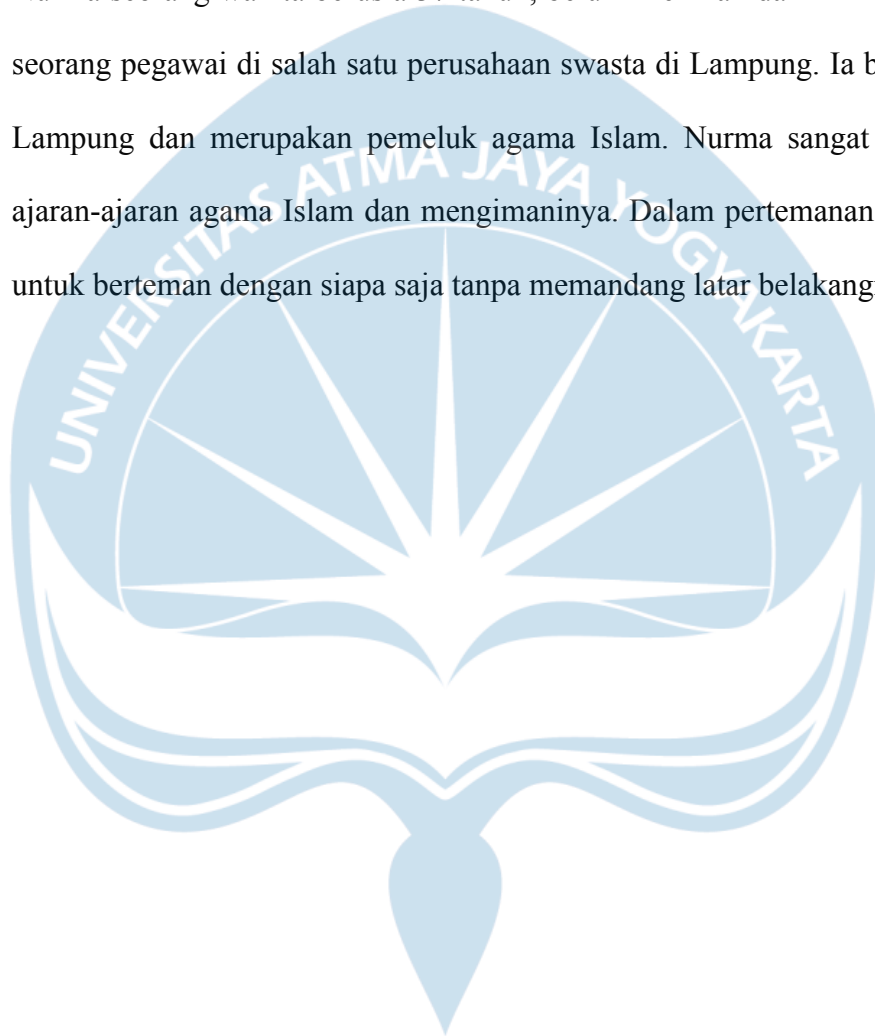 seorang pegawai di salah satu perusahaan swasta di Lampung. Ia b
Lampung dan merupakan pemeluk agama Islam. Nurma sangat
ajaran-ajaran agama Islam dan mengimaninya. Dalam pertemanan
untuk berteman dengan siapa saja tanpa memandang latar belakang
UNIVERSITAS ATMA JAYA YOGYAKARTA